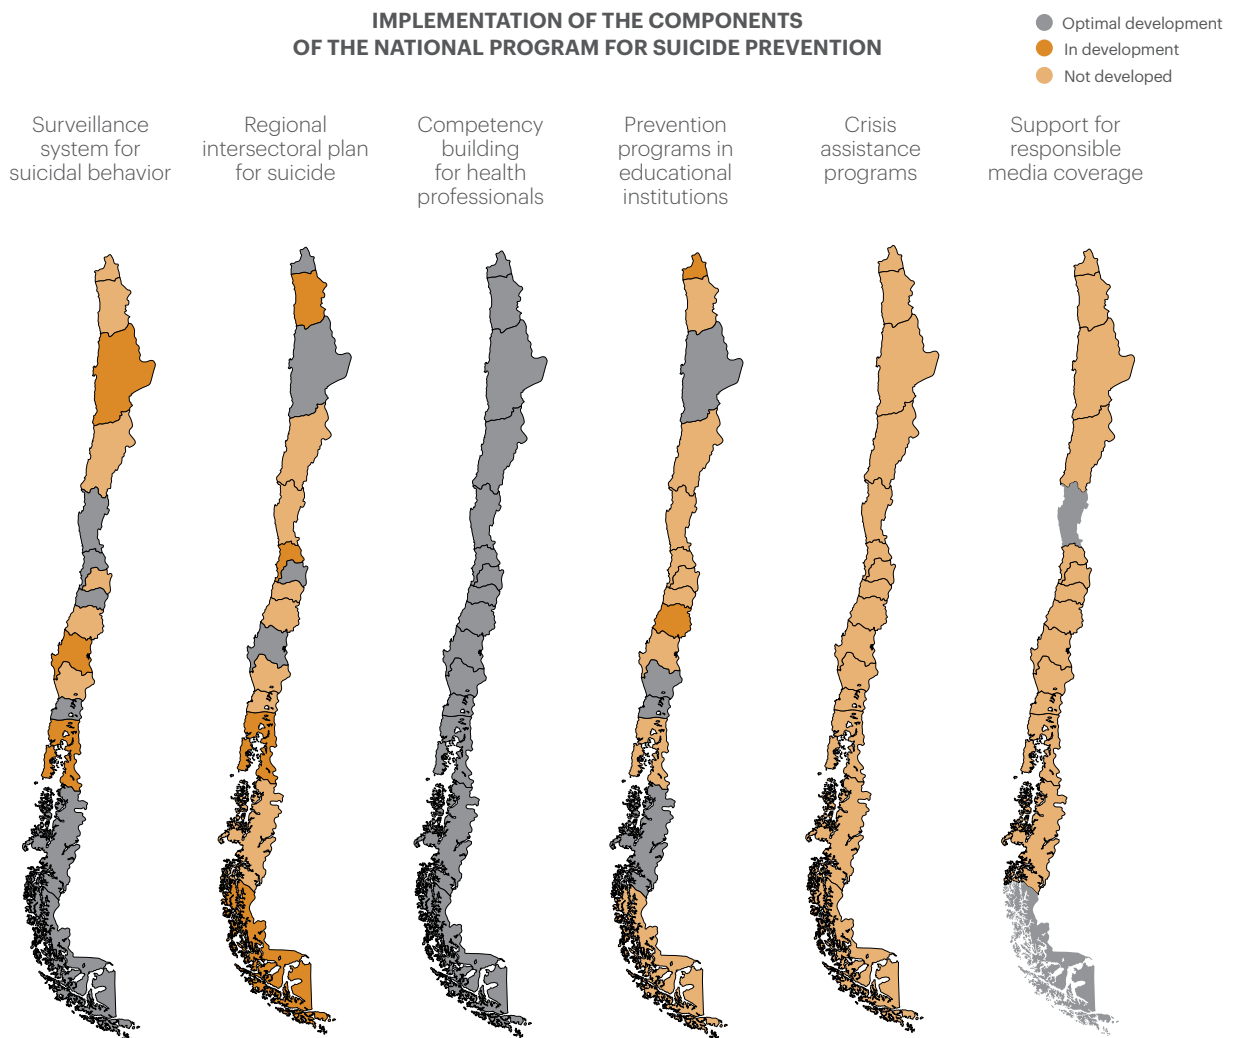 IMPLEMENTATION OF THE COMPONENTS
OF THE NATIONAL PROGRAM FOR SUICIDE PREVENTION
Optimal development
In development
Not developed
Surveillance
system for
suicidal behavior
Regional
intersectoral plan
for suicide
Competency
building
for health
professionals
Prevention
programs in
educational
institutions
Crisis
assistance
programs
Support for
responsible
media coverage